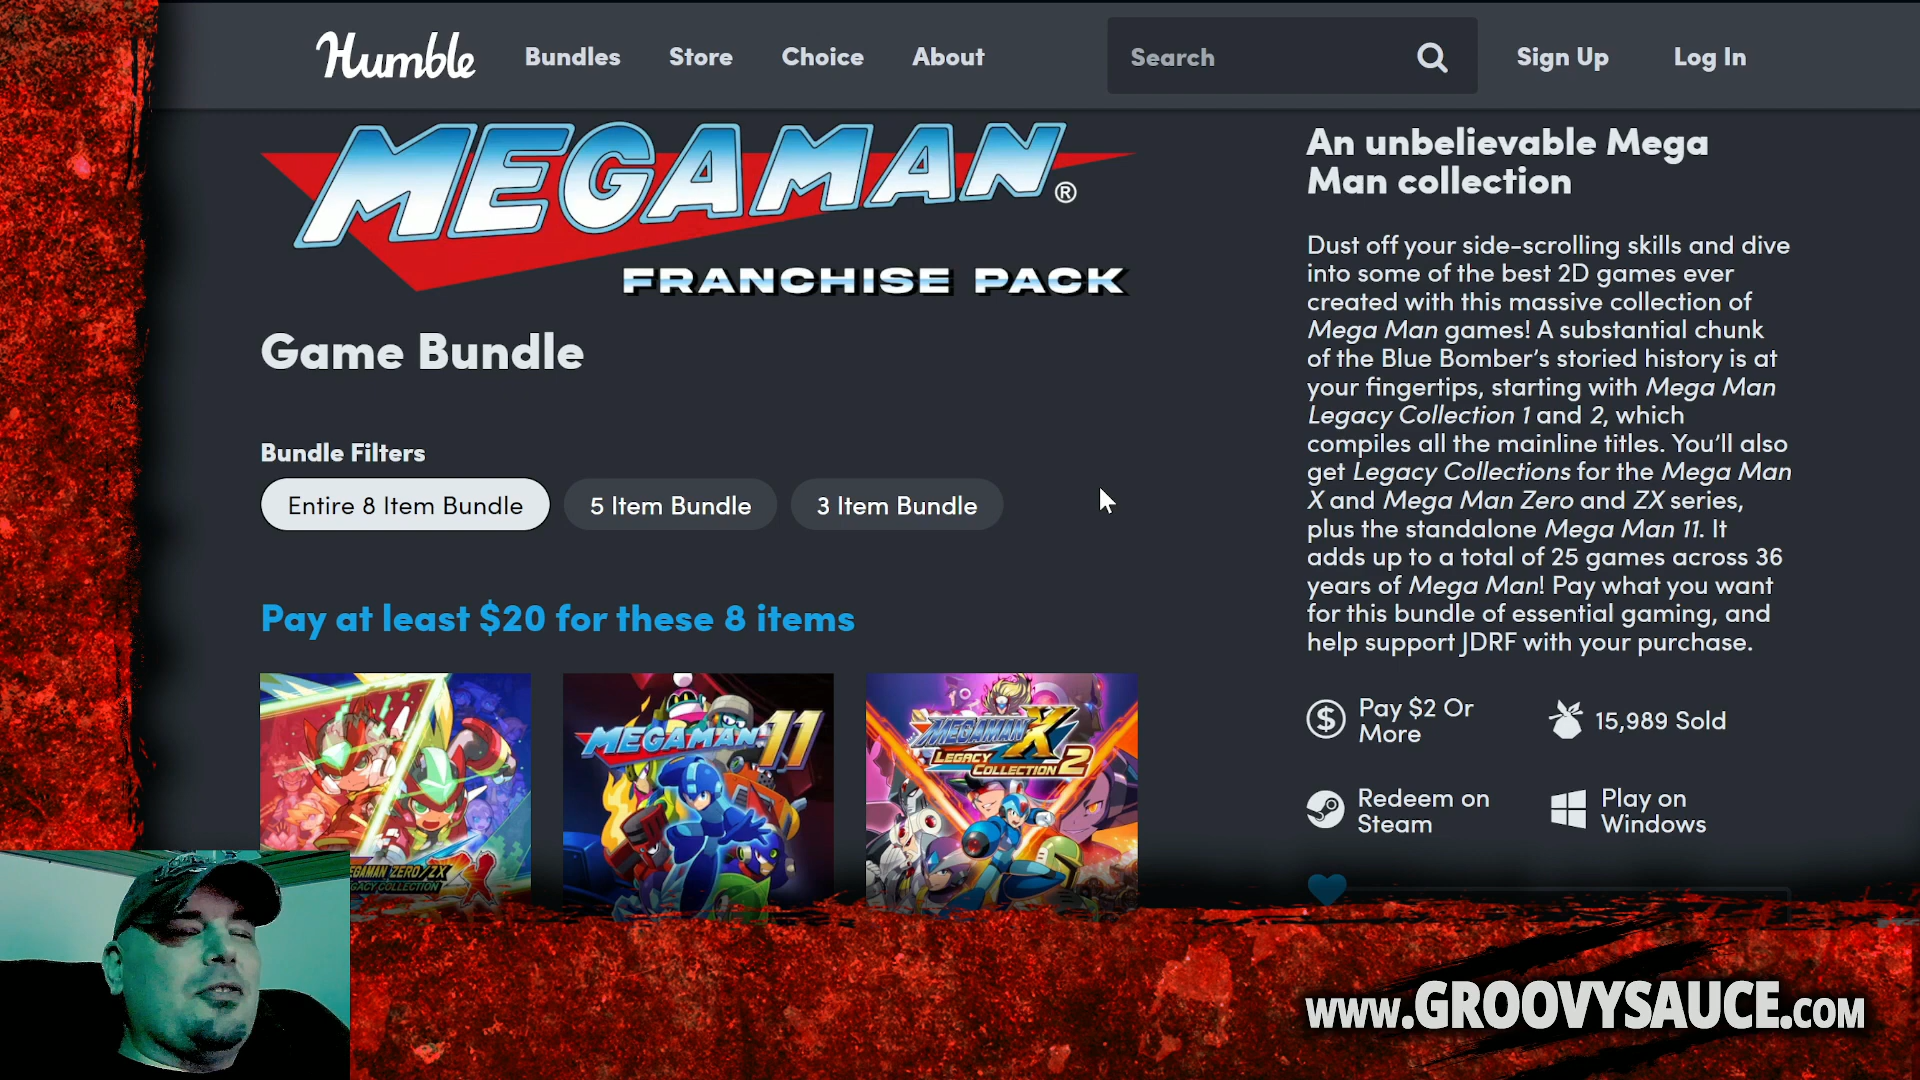 Humble
Bundles
Store
Choice
About
Search
Sign Up
Log In
MEGAMAN®
FRANCHISE PACK
Game Bundle
Bundle Filters
Entire 8 Item Bundle
5 Item Bundle
3 Item Bundle
Pay at least $20 for these 8 items
MEGAMAN ZERO/ZX
LEGACY COLLECTION
MEGAMAN 11
MEGAMAN X
LEGACY
COLLECTION 2
An unbelievable Mega
Man collection
Dust off your side-scrolling skills and dive
into some of the best 2D games ever
created with this massive collection of
Mega Man games! A substantial chunk
of the Blue Bomber's storied history is at
your fingertips, starting with Mega Man
Legacy Collection 1 and 2, which
compiles all the mainline titles. You'll also
get Legacy Collections for the Mega Man
X and Mega Man Zero and ZX series,
plus the standalone Mega Man 11. It
adds up to a total of 25 games across 36
years of Mega Man! Pay what you want
for this bundle of essential gaming, and
help support JDRF with your purchase.
Pay $2 Or
More
15,989 Sold
Redeem on
Steam
Play on
Windows
www.GROOVYSAUCE.com